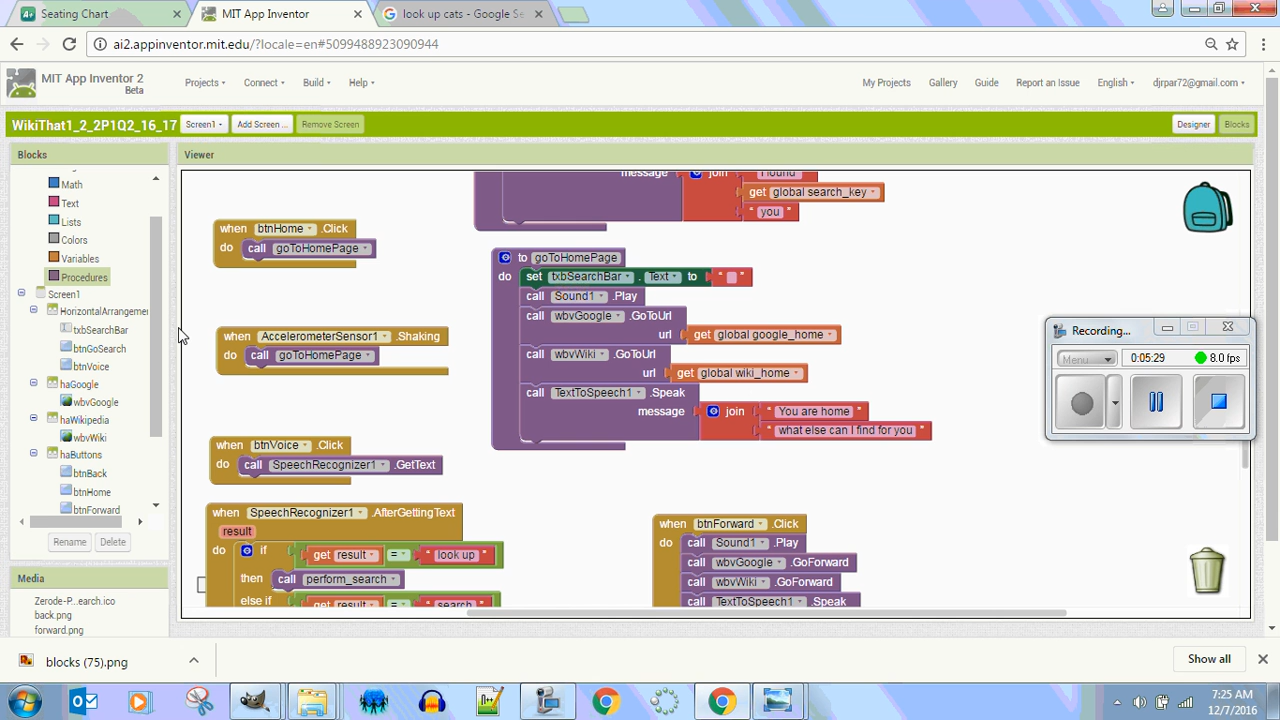 Seating Chart
MIT App Inventor
look up cats - Google Se
ai2.appinventor.mit.edu/?locale=en#5099488923090944
MIT App Inventor 2
Beta
Projects
Connect
Build
Help
My Projects
Gallery
Guide
Report an Issue
English
djrpar72@gmail.com
WikiThat1_2_2P1Q2_16_17
Screen1
Add Screen ...
Remove Screen
Designer
Blocks
Blocks
Viewer
Math
Text
Lists
Colors
Variables
Procedures
Screen1
HorizontalArrangeme
txbSearchBar
btnGoSearch
btnVoice
haGoogle
wbvGoogle
haWikipedia
wbvWiki
haButtons
btnBack
btnHome
btnForward
Rename
Delete
Media
Zerode-P...earch.ico
back.png
forward.png
message join " I found "
get global search_key
" you "
when btnHome .Click
do call goToHomePage
to goToHomePage
do set txbSearchBar . Text to " "
call Sound1 .Play
call wbvGoogle .GoToUrl
url get global google_home
call wbvWiki .GoToUrl
url get global wiki_home
call TextToSpeech1 .Speak
message join " You are home "
" what else can I find for you "
when AccelerometerSensor1 .Shaking
do call goToHomePage
when btnVoice .Click
do call SpeechRecognizer1 .GetText
when SpeechRecognizer1 .AfterGettingText
result
do if get result = " look up "
then call perform_search
else if get result = " search "
when btnForward .Click
do call Sound1 .Play
call wbvGoogle .GoForward
call wbvWiki .GoForward
call TextToSpeech1 .Speak
Recording...
Menu
0:05:29
8.0 fps
blocks (75).png
Show all
7:25 AM
12/7/2016